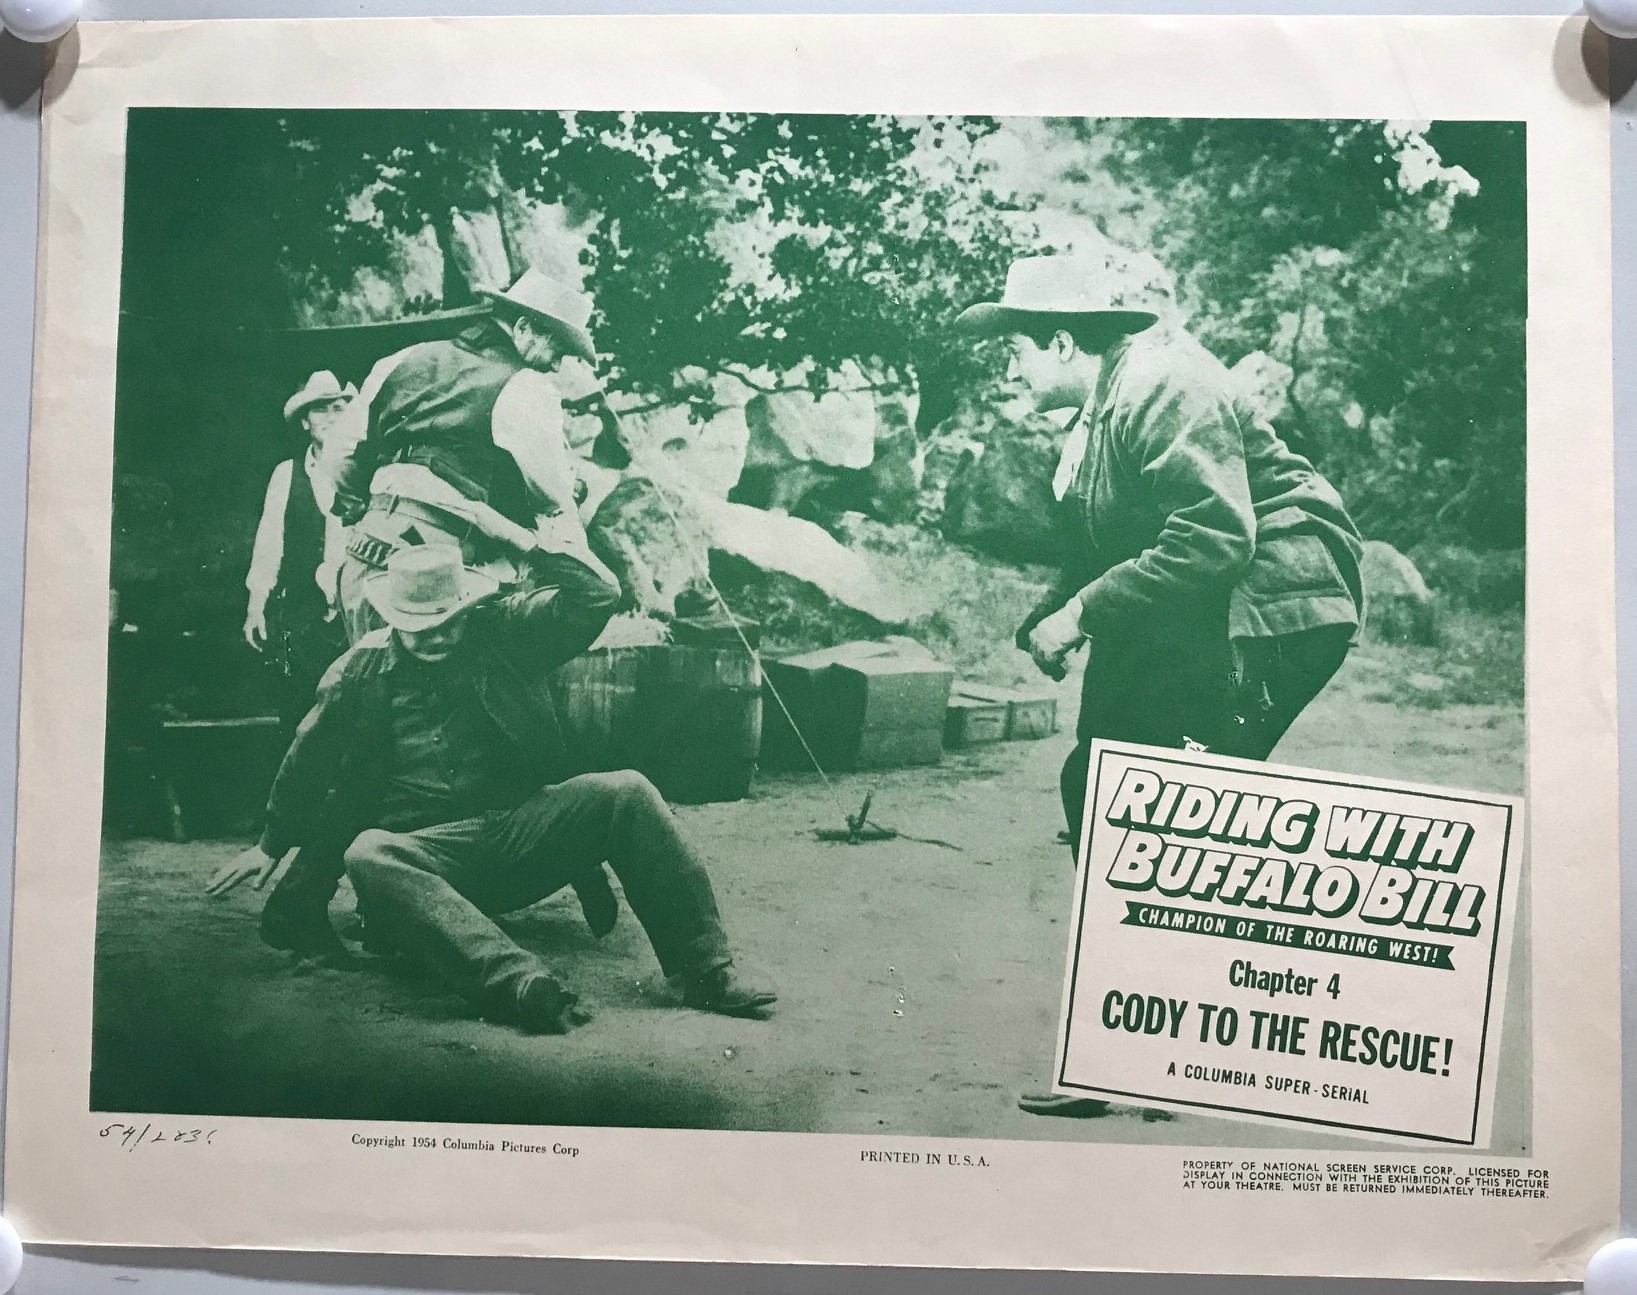 RIDING WITH
BUFFALO BILL
CHAMPION OF THE ROARING WEST!
Chapter 4
CODY TO THE RESCUE!
A COLUMBIA SUPER-SERIAL
Copyright 1954 Columbia Pictures Corp
PRINTED IN U. S. A.
PROPERTY OF NATIONAL SCREEN SERVICE CORP. LICENSED FOR
DISPLAY IN CONNECTION WITH THE EXHIBITION OF THIS PICTURE
AT YOUR THEATRE. MUST BE RETURNED IMMEDIATELY THEREAFTER.